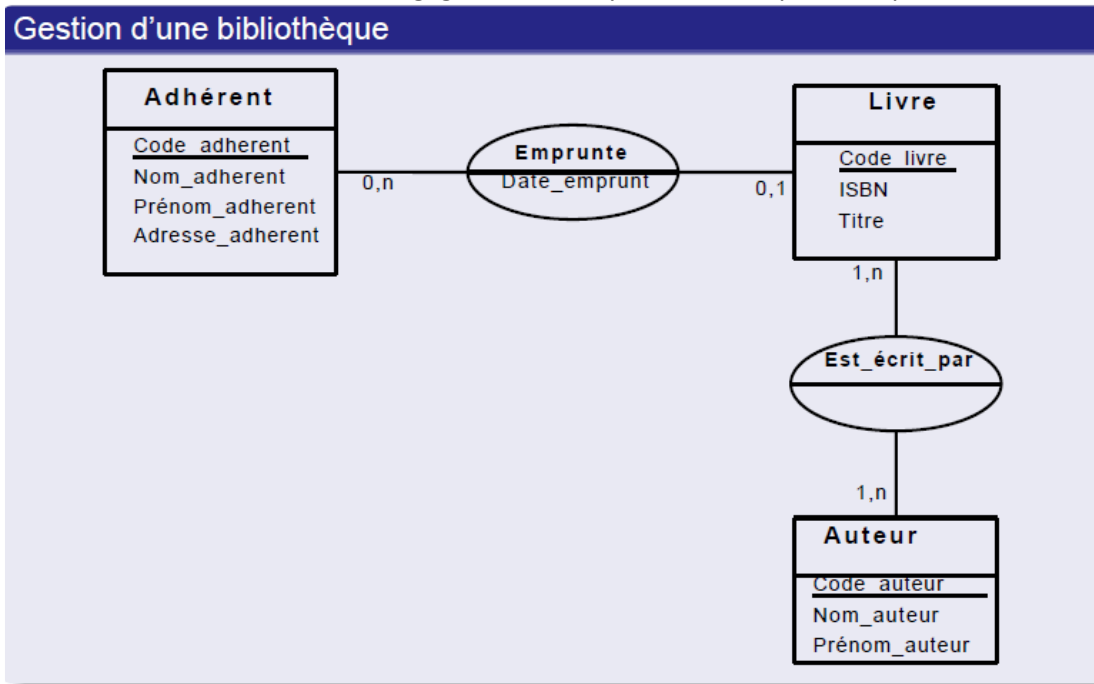 Gestion d'une bibliothèque
Adhérent
Code_adherent
Nom_adherent
Prénom_adherent
Adresse_adherent
0,n
Emprunte
Date_emprunt
0,1
Livre
Code_livre
ISBN
Titre
1,n
Est_écrit_par
1,n
Auteur
Code_auteur
Nom_auteur
Prénom_auteur